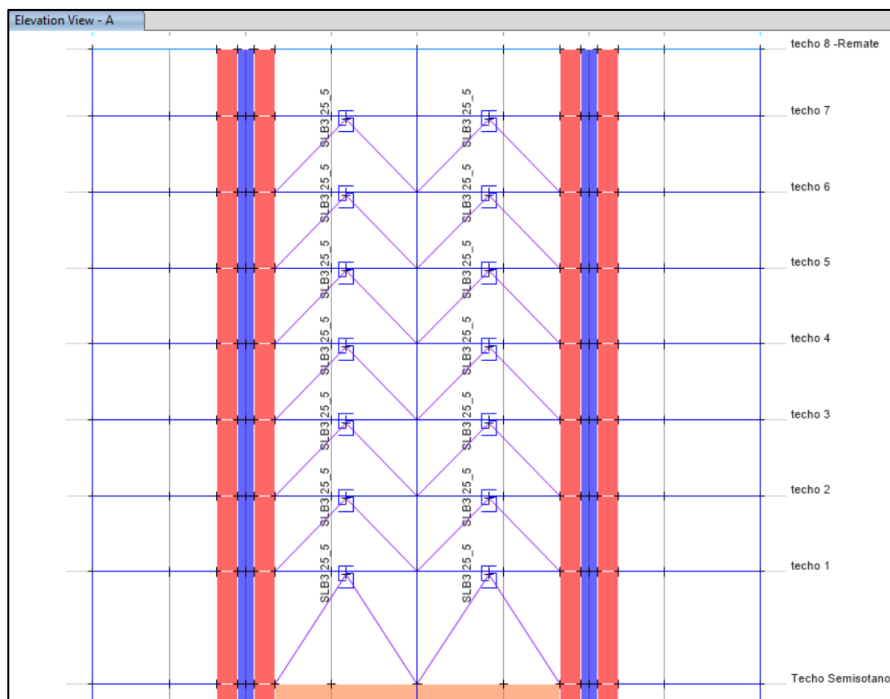 Elevation View - A
techo 8 -Remate
techo 7
SLB3 25_5
SLB3 25_5
techo 6
SLB3 25_5
SLB3 25_5
techo 5
SLB3 25_5
SLB3 25_5
techo 4
SLB3 25_5
SLB3 25_5
techo 3
SLB3 25_5
SLB3 25_5
techo 2
SLB3 25_5
SLB3 25_5
techo 1
SLB3 25_5
SLB3 25_5
Techo Semisotano